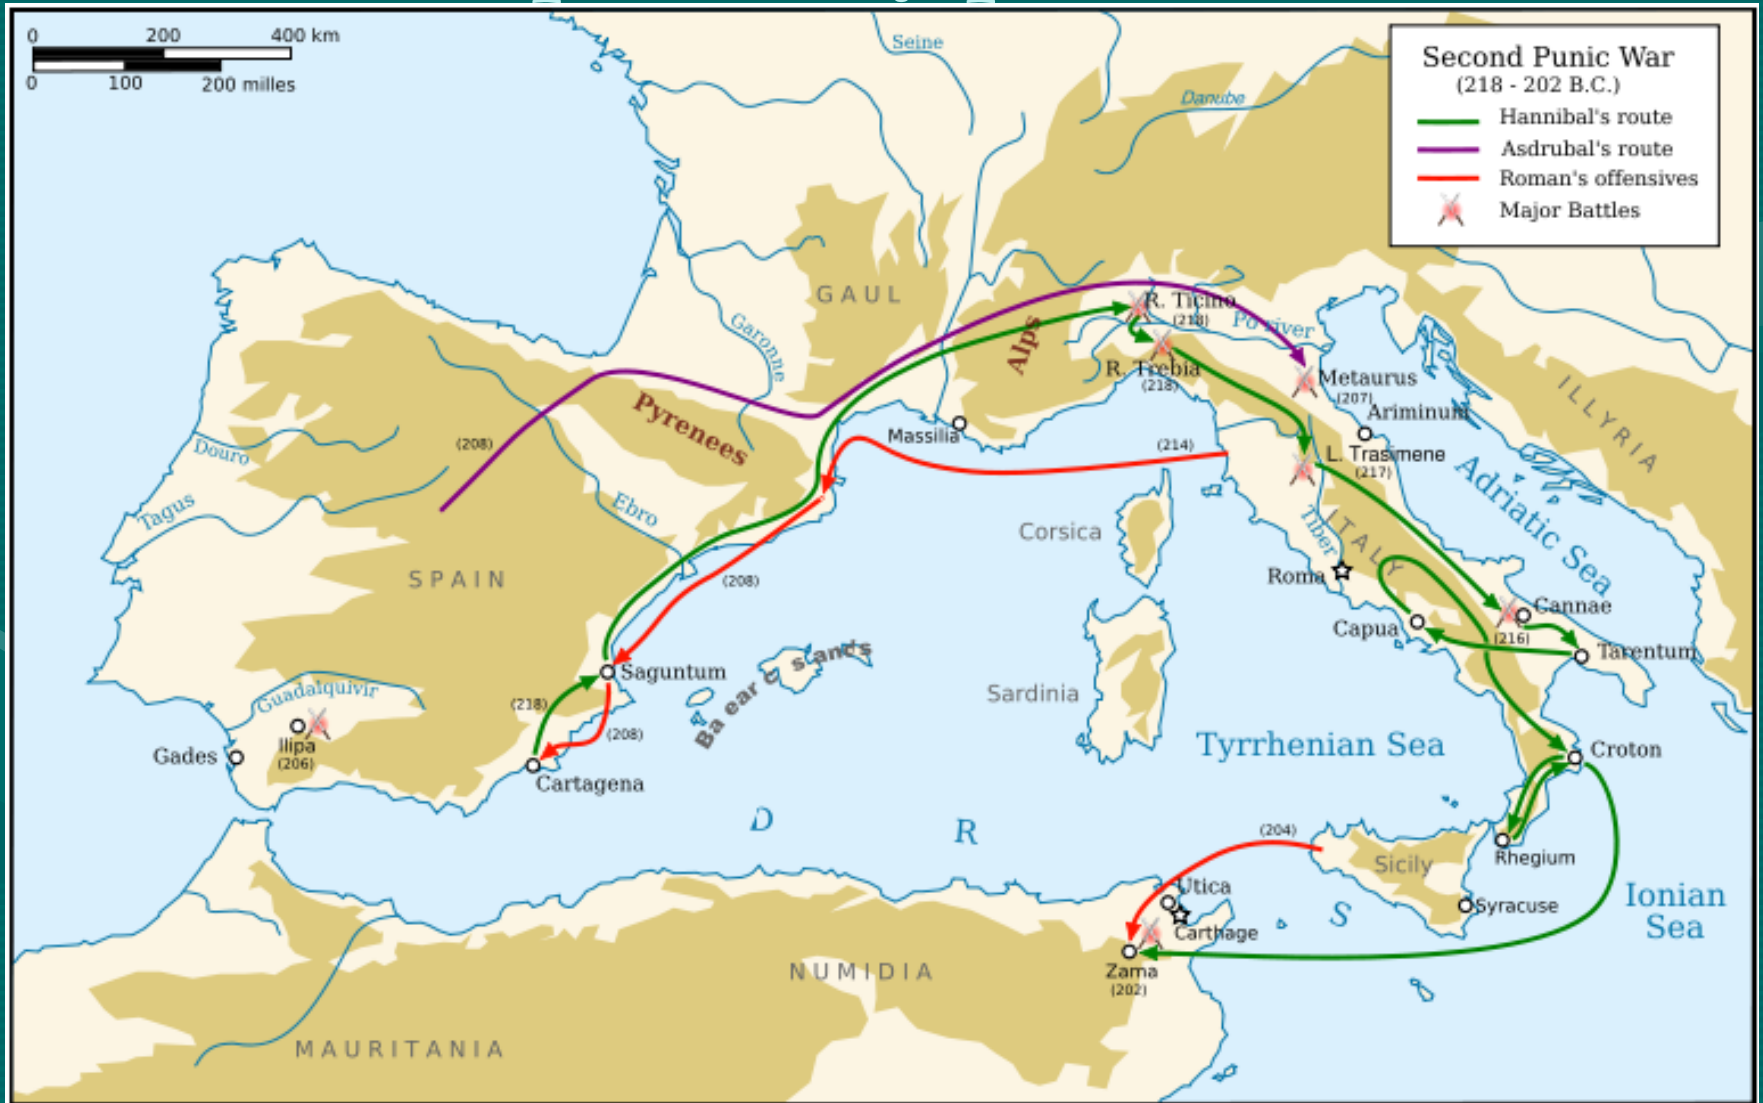 0 200 400 km
0 100 200 milles
Second Punic War
(218 - 202 B.C.)
Hannibal's route
Asdrubal's route
Roman's offensives
Major Battles
Seine
Danube
GAUL
Garonne
Alps
R. Ticino
(218)
Po river
R. Trebia
(218)
Metaurus
(207)
Ariminum
ILLYRIA
Pyrenees
Massilia
(214)
L. Trasimene
(217)
Adriatic Sea
(208)
Douro
Tagus
Ebro
Corsica
Tiber
ITALY
SPAIN
(208)
Roma
Cannae
(216)
Capua
Tarentum
Saguntum
Ba ear c s ands
Sardinia
Guadalquivir
(218)
(208)
Ilipa
(206)
Gades
Cartagena
Tyrrhenian Sea
Croton
D R
(204)
Sicily
Rhegium
Utica
Carthage
S
Syracuse
Ionian
Sea
Zama
(202)
NUMIDIA
MAURITANIA